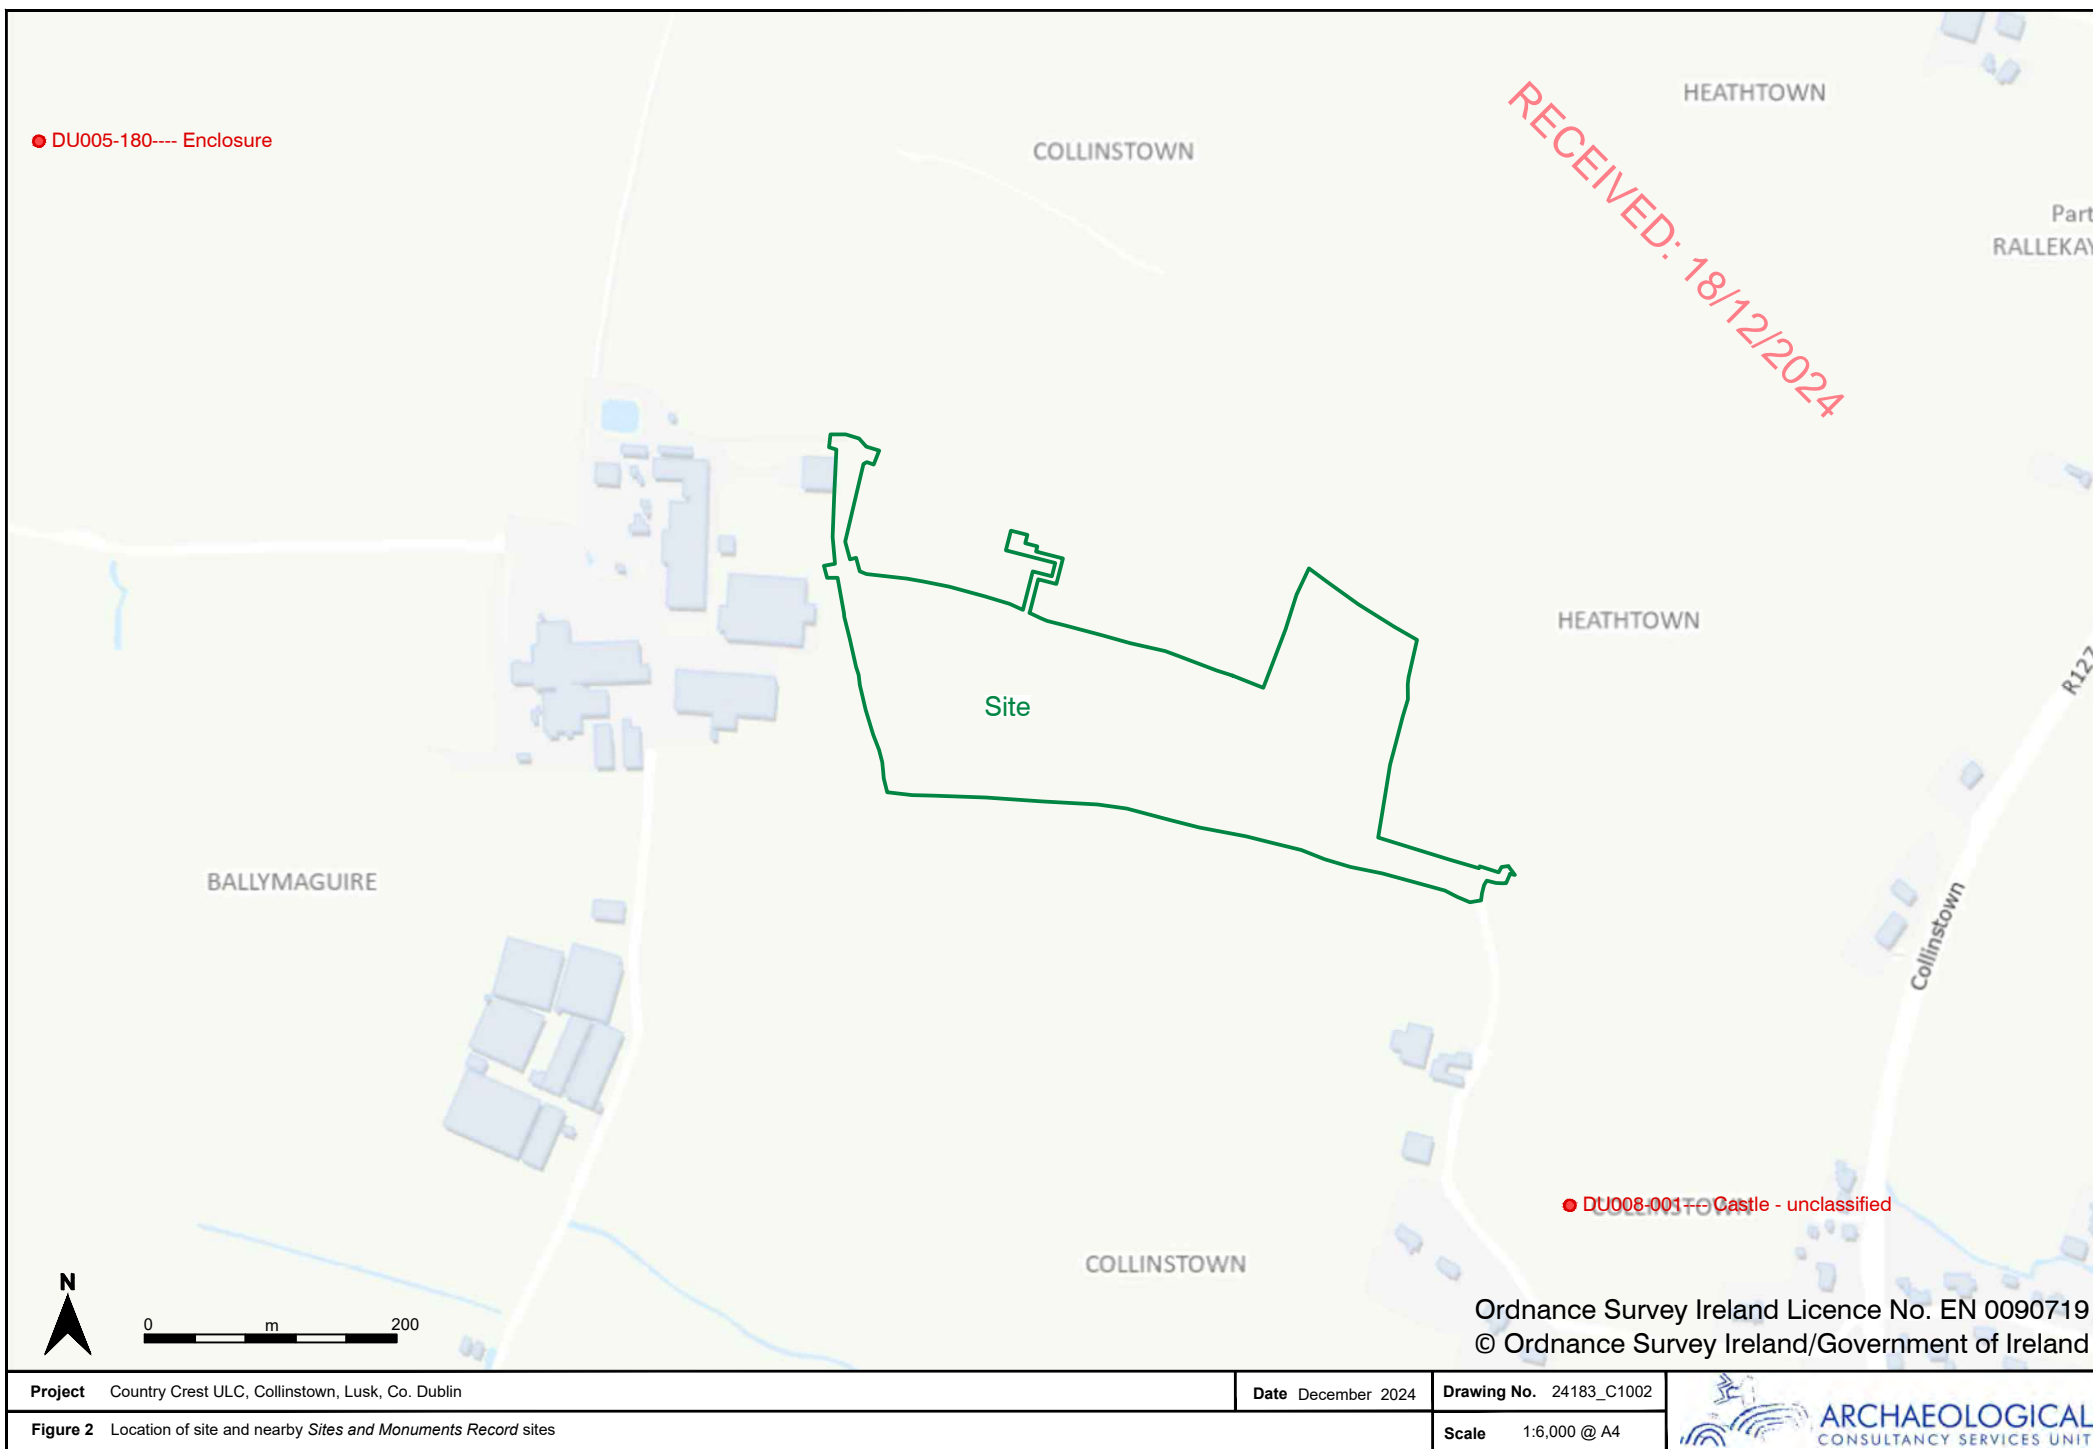 HEATHTOWN
DU005-180---- Enclosure
COLLINSTOWN
RECEIVED: 18/12/2024
Part
RALLEKAY
HEATHTOWN
R127
Site
BALLYMAGUIRE
Collinstown
DU008-001---- Castle - unclassified
COLLINSTOWN
COLLINSTOWN
N
0 m 200
Ordnance Survey Ireland Licence No. EN 0090719
© Ordnance Survey Ireland/Government of Ireland
Project Country Crest ULC, Collinstown, Lusk, Co. Dublin
Date December 2024
Drawing No. 24183_C1002
Figure 2 Location of site and nearby Sites and Monuments Record sites
Scale 1:6,000 @ A4
ARCHAEOLOGICAL
CONSULTANCY SERVICES UNIT